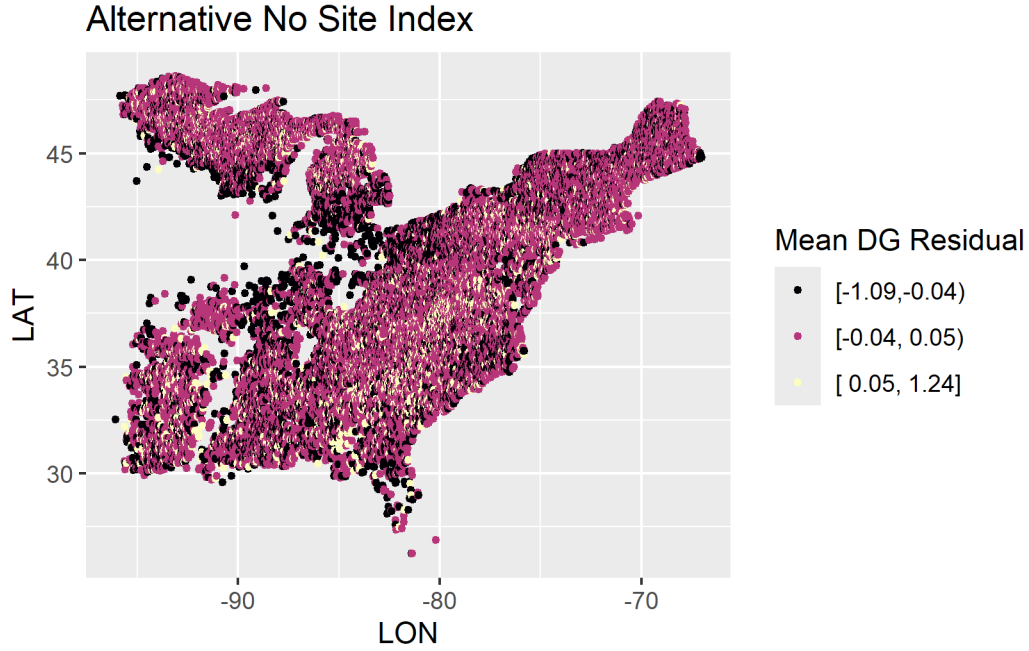 Alternative No Site Index
LAT
45
40
35
30
-90
-80
-70
LON
Mean DG Residual
[-1.09,-0.04)
[-0.04, 0.05)
[ 0.05, 1.24]